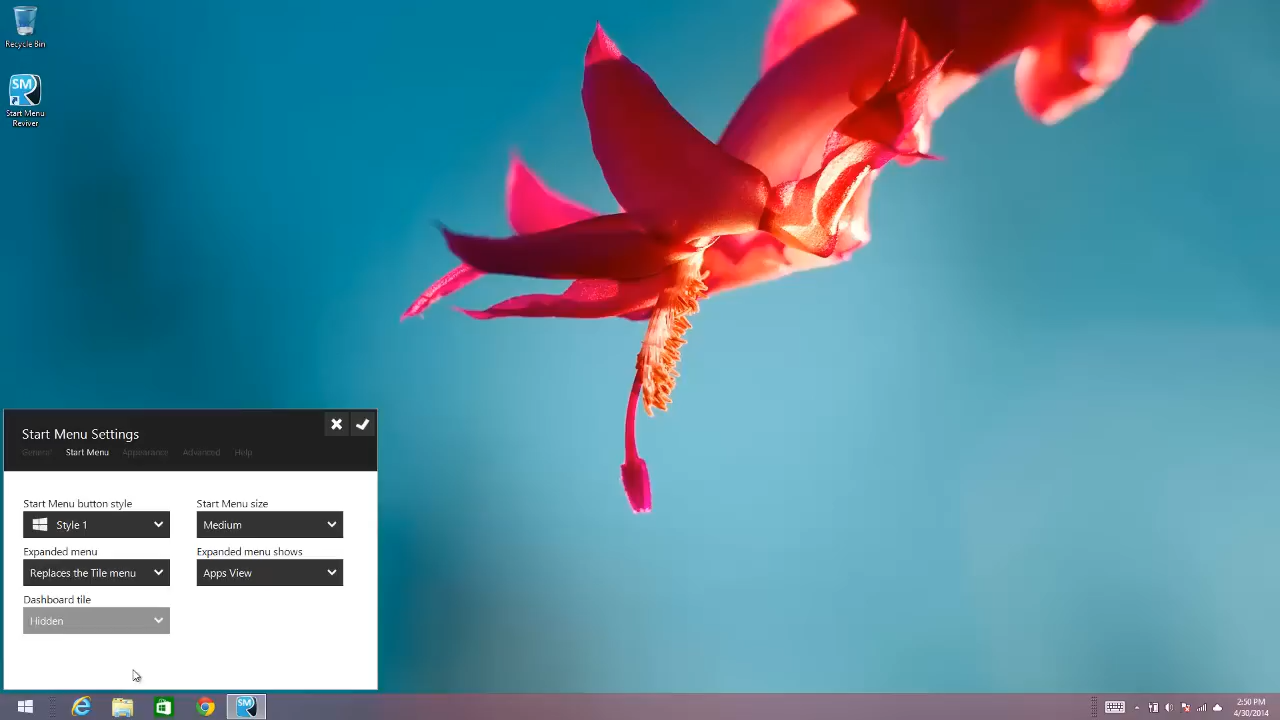 Recycle Bin
SM
Start Menu
Reviver
Start Menu Settings
General Start Menu Appearance Advanced Help
Start Menu button style
Start Menu size
Style 1
Medium
Expanded menu
Expanded menu shows
Replaces the Tile menu
Apps View
Dashboard tile
Hidden
SM
2:50 PM
4/30/2014